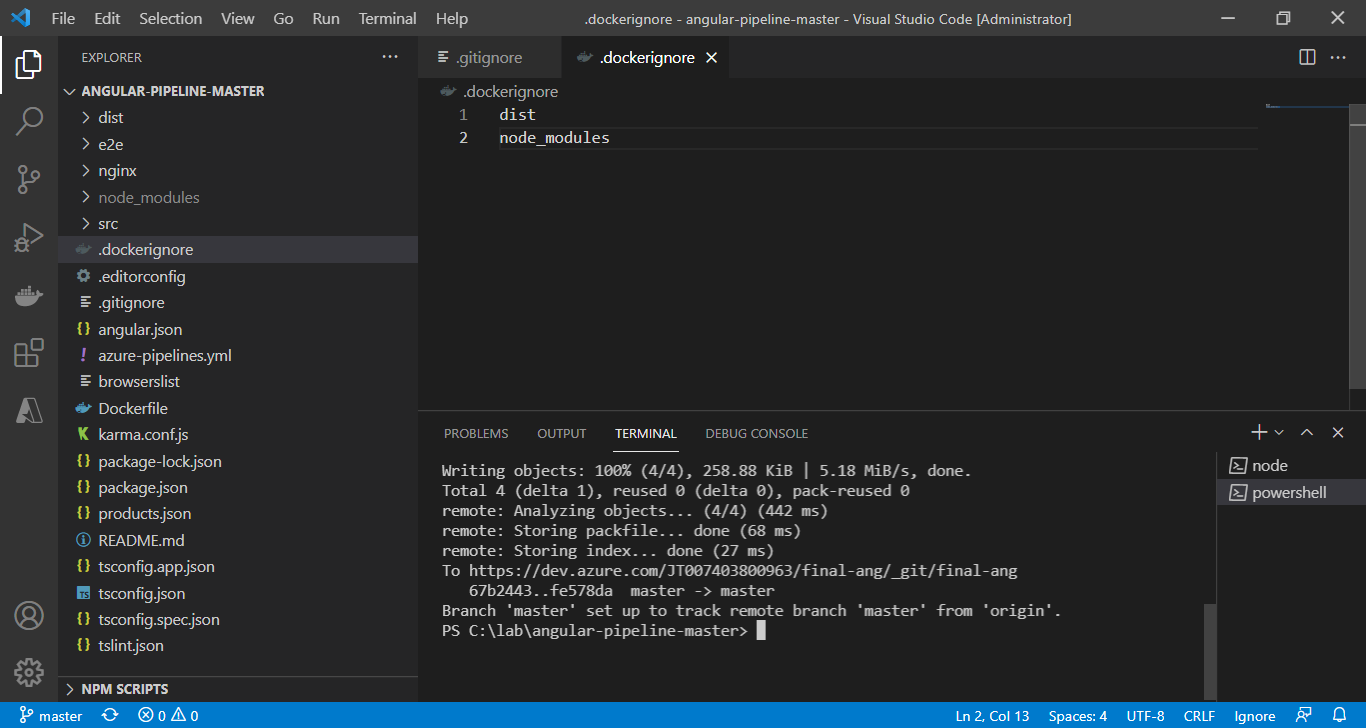 File Edit Selection View Go Run Terminal Help .dockerignore - angular-pipeline-master - Visual Studio Code [Administrator]
EXPLORER
ANGULAR-PIPELINE-MASTER
dist
e2e
nginx
node_modules
src
.dockerignore
.editorconfig
.gitignore
angular.json
azure-pipelines.yml
browserslist
Dockerfile
karma.conf.js
package-lock.json
package.json
products.json
README.md
tsconfig.app.json
tsconfig.json
tsconfig.spec.json
tslint.json
NPM SCRIPTS
.gitignore .dockerignore
.dockerignore
1 dist
2 node_modules
PROBLEMS OUTPUT TERMINAL DEBUG CONSOLE
Writing objects: 100% (4/4), 258.88 KiB | 5.18 MiB/s, done.
Total 4 (delta 1), reused 0 (delta 0), pack-reused 0
remote: Analyzing objects... (4/4) (442 ms)
remote: Storing packfile... done (68 ms)
remote: Storing index... done (27 ms)
To https://dev.azure.com/JT007403800963/final-ang/_git/final-ang
67b2443..fe578da  master -> master
Branch 'master' set up to track remote branch 'master' from 'origin'.
PS C:\lab\angular-pipeline-master>
node
powershell
master 0 0 Ln 2, Col 13 Spaces: 4 UTF-8 CRLF Ignore